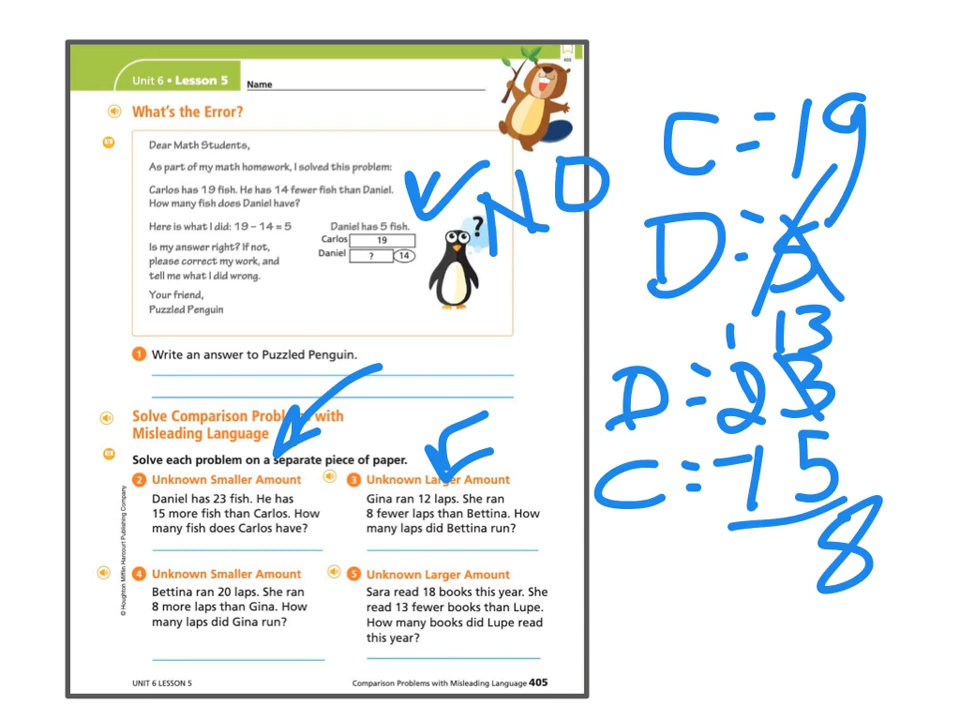 405
Unit 6 • Lesson 5
Name
What's the Error?
Dear Math Students,
As part of my math homework, I solved this problem:
Carlos has 19 fish. He has 14 fewer fish than Daniel.
How many fish does Daniel have?
Here is what I did: 19 – 14 = 5
Daniel has 5 fish.
Carlos 19
Daniel ? 14
Is my answer right? If not,
please correct my work, and
tell me what I did wrong.
Your friend,
Puzzled Penguin
?
NO
1 Write an answer to Puzzled Penguin.
Solve Comparison Problems with
Misleading Language
Solve each problem on a separate piece of paper.
2 Unknown Smaller Amount
Daniel has 23 fish. He has
15 more fish than Carlos. How
many fish does Carlos have?
3 Unknown Larger Amount
Gina ran 12 laps. She ran
8 fewer laps than Bettina. How
many laps did Bettina run?
4 Unknown Smaller Amount
Bettina ran 20 laps. She ran
8 more laps than Gina. How
many laps did Gina run?
5 Unknown Larger Amount
Sara read 18 books this year. She
read 13 fewer books than Lupe.
How many books did Lupe read
this year?
© Houghton Mifflin Harcourt Publishing Company
UNIT 6 LESSON 5
Comparison Problems with Misleading Language 405
C = 19
D = 5
1 13
D = 23
C = -15
8